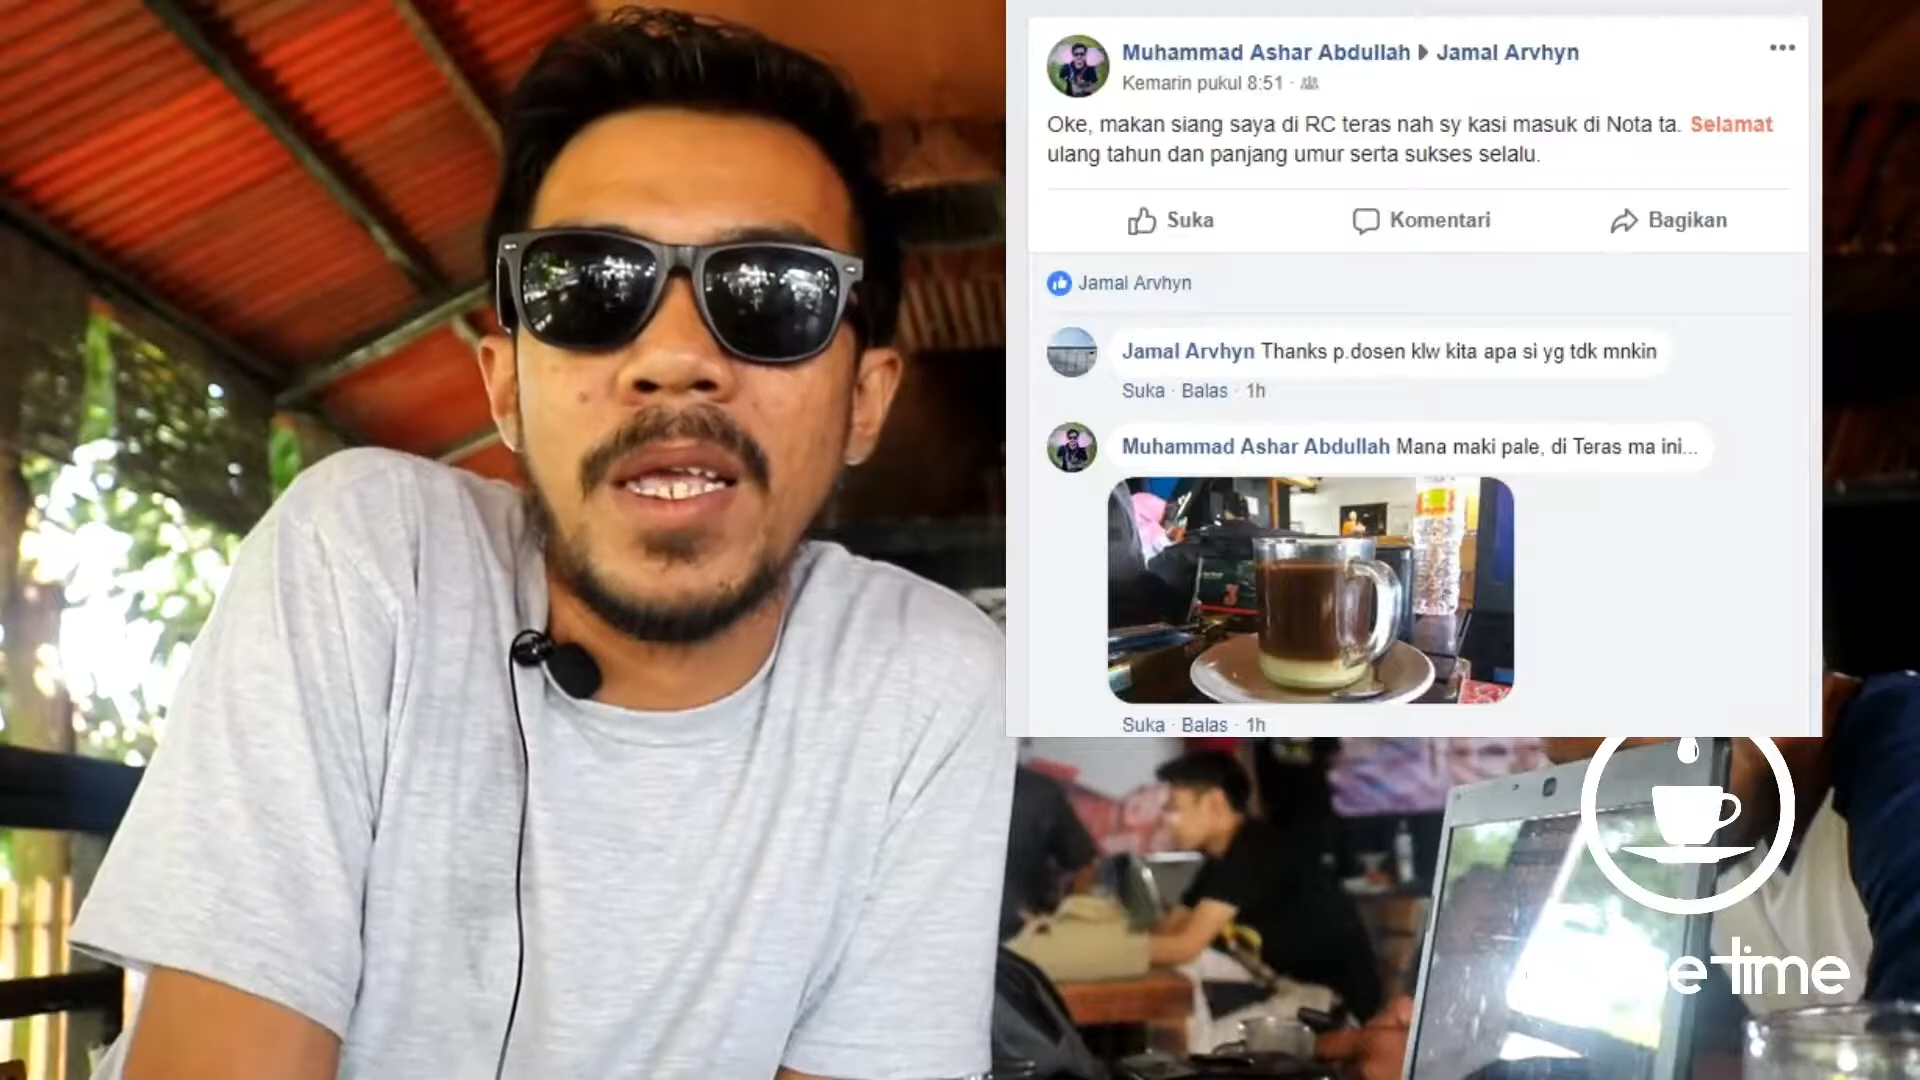 Muhammad Ashar Abdullah Jamal Arvhyn
Kemarin pukul 8:51 ·
Oke, makan siang saya di RC teras nah sy kasi masuk di Nota ta. Selamat
ulang tahun dan panjang umur serta sukses selalu.
Suka Komentari Bagikan
Jamal Arvhyn
Jamal Arvhyn Thanks p.dosen klw kita apa si yg tdk mnkin
Suka · Balas · 1h
Muhammad Ashar Abdullah Mana maki pale, di Teras ma ini...
3
Suka · Balas · 1h
time